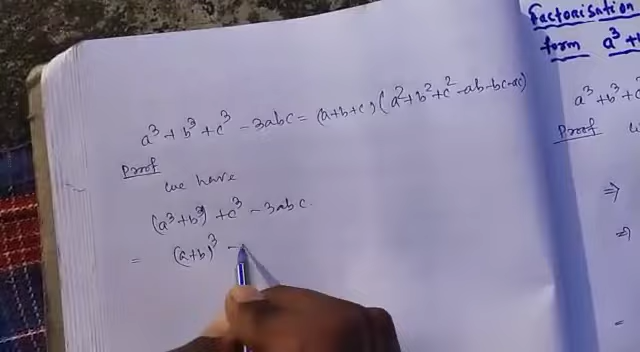 a³ + b³ + c³ - 3abc = (a+b+c) (a²+b²+c²-ab-bc-ac)
Proof
We have
(a³+b³) + c³ - 3abc.
= (a+b)³ -
Factorisation
form a³+b
a³+b³+c
Proof
⇒
⇒
=